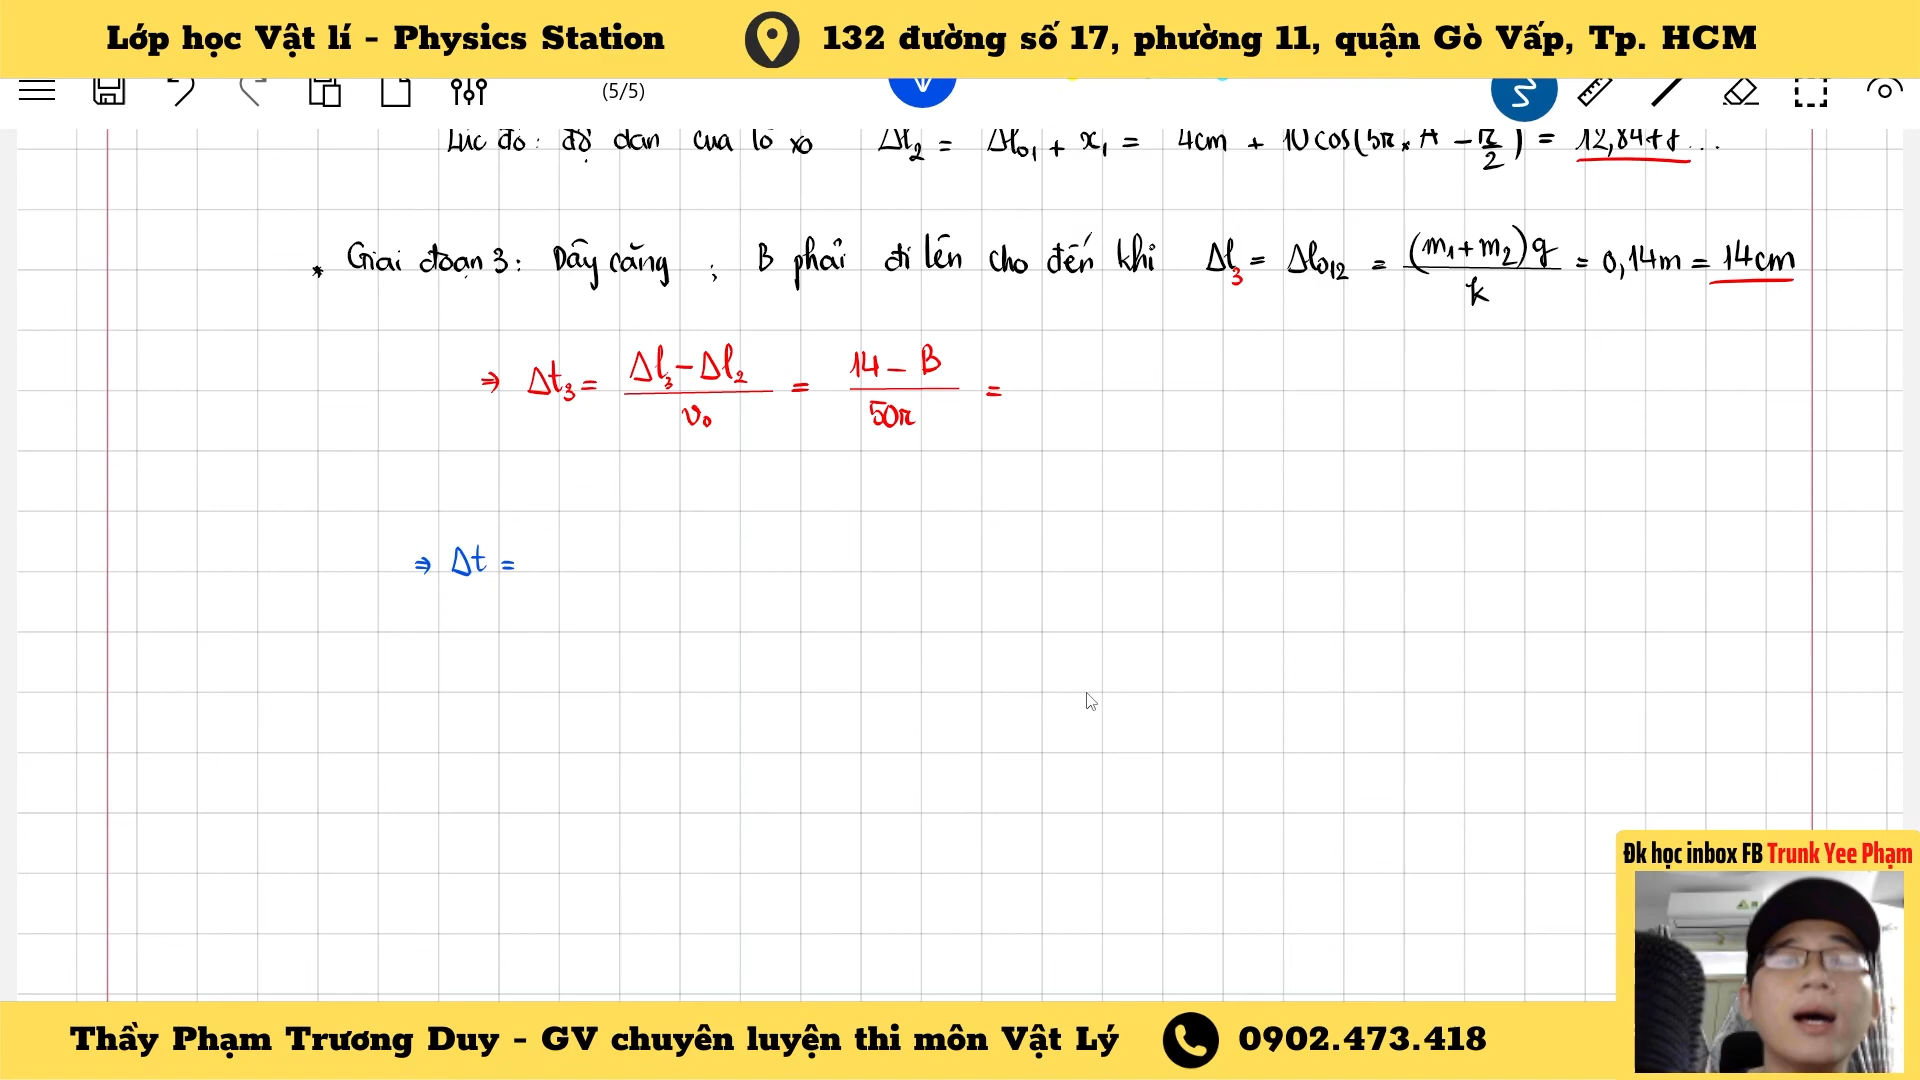 Lớp học Vật lí - Physics Station 132 đường số 17, phường 11, quận Gò Vấp, Tp. HCM
(5/5)
Lúc đó : độ dãn của lò xo Δl₂ = Δl₀₁ + x₁ = 4cm + 10cos(5π × A - π/2) = 12,84
* Giai đoạn 3: Dây căng ; B phải đi lên cho đến khi Δl₃ = Δl₀₁₂ = (m₁+m₂)g/k = 0,14m = 14cm
⇒ Δt₃ = (Δl₃ - Δl₂)/v₀ = (14 - B)/50π =
⇒ Δt =
Đk học inbox FB Trunk Yee Phạm
Thầy Phạm Trương Duy - GV chuyên luyện thi môn Vật Lý 0902.473.418